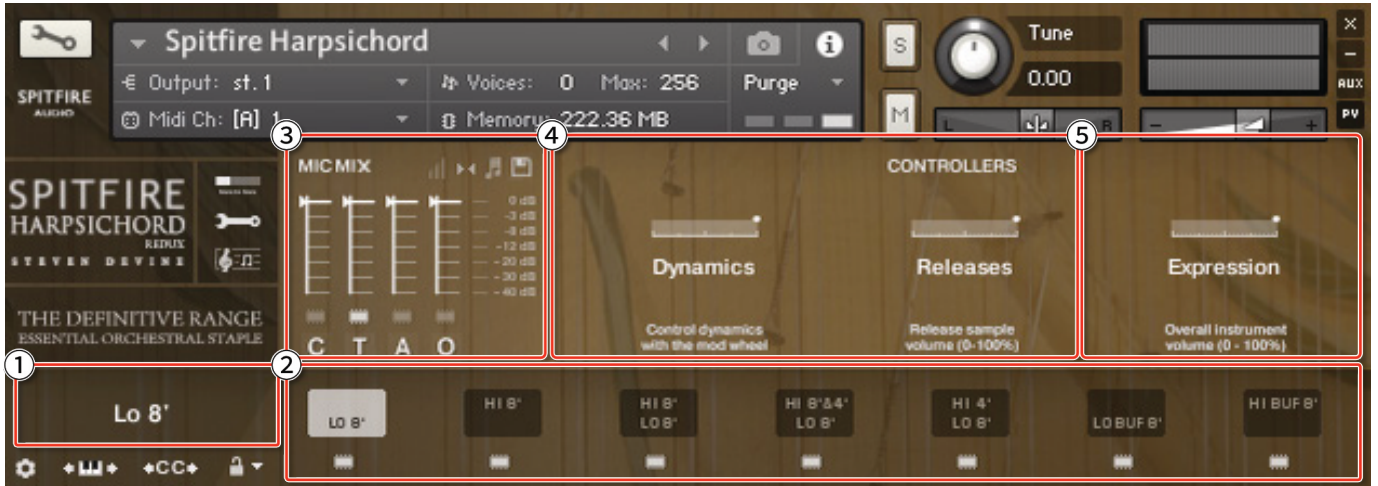 Spitfire Harpsichord
i
S
Tune
×
SPITFIRE
AUDIO
Output: st. 1
Voices: 0 Max: 256
Purge
0.00
AUX
Midi Ch: [A] 1
Memory: 222.36 MB
M
L
R
−
+
PV
3
4
5
SPITFIRE
HARPSICHORD
REDUX
STEVEN DEVINE
MIC MIX
CONTROLLERS
0 dB
-3 dB
-8 dB
-12 dB
-20 dB
-30 dB
-40 dB
Dynamics
Releases
Expression
THE DEFINITIVE RANGE
ESSENTIAL ORCHESTRAL STAPLE
Control dynamics
with the mod wheel
Release sample
volume (0-100%)
Overall instrument
volume (0 - 100%)
C T A O
1
2
Lo 8'
LO 8'
HI 8'
HI 8'
LO 8'
HI 8'&4'
LO 8'
HI 4'
LO 8'
LO BUF 8'
HI BUF 8'
CC